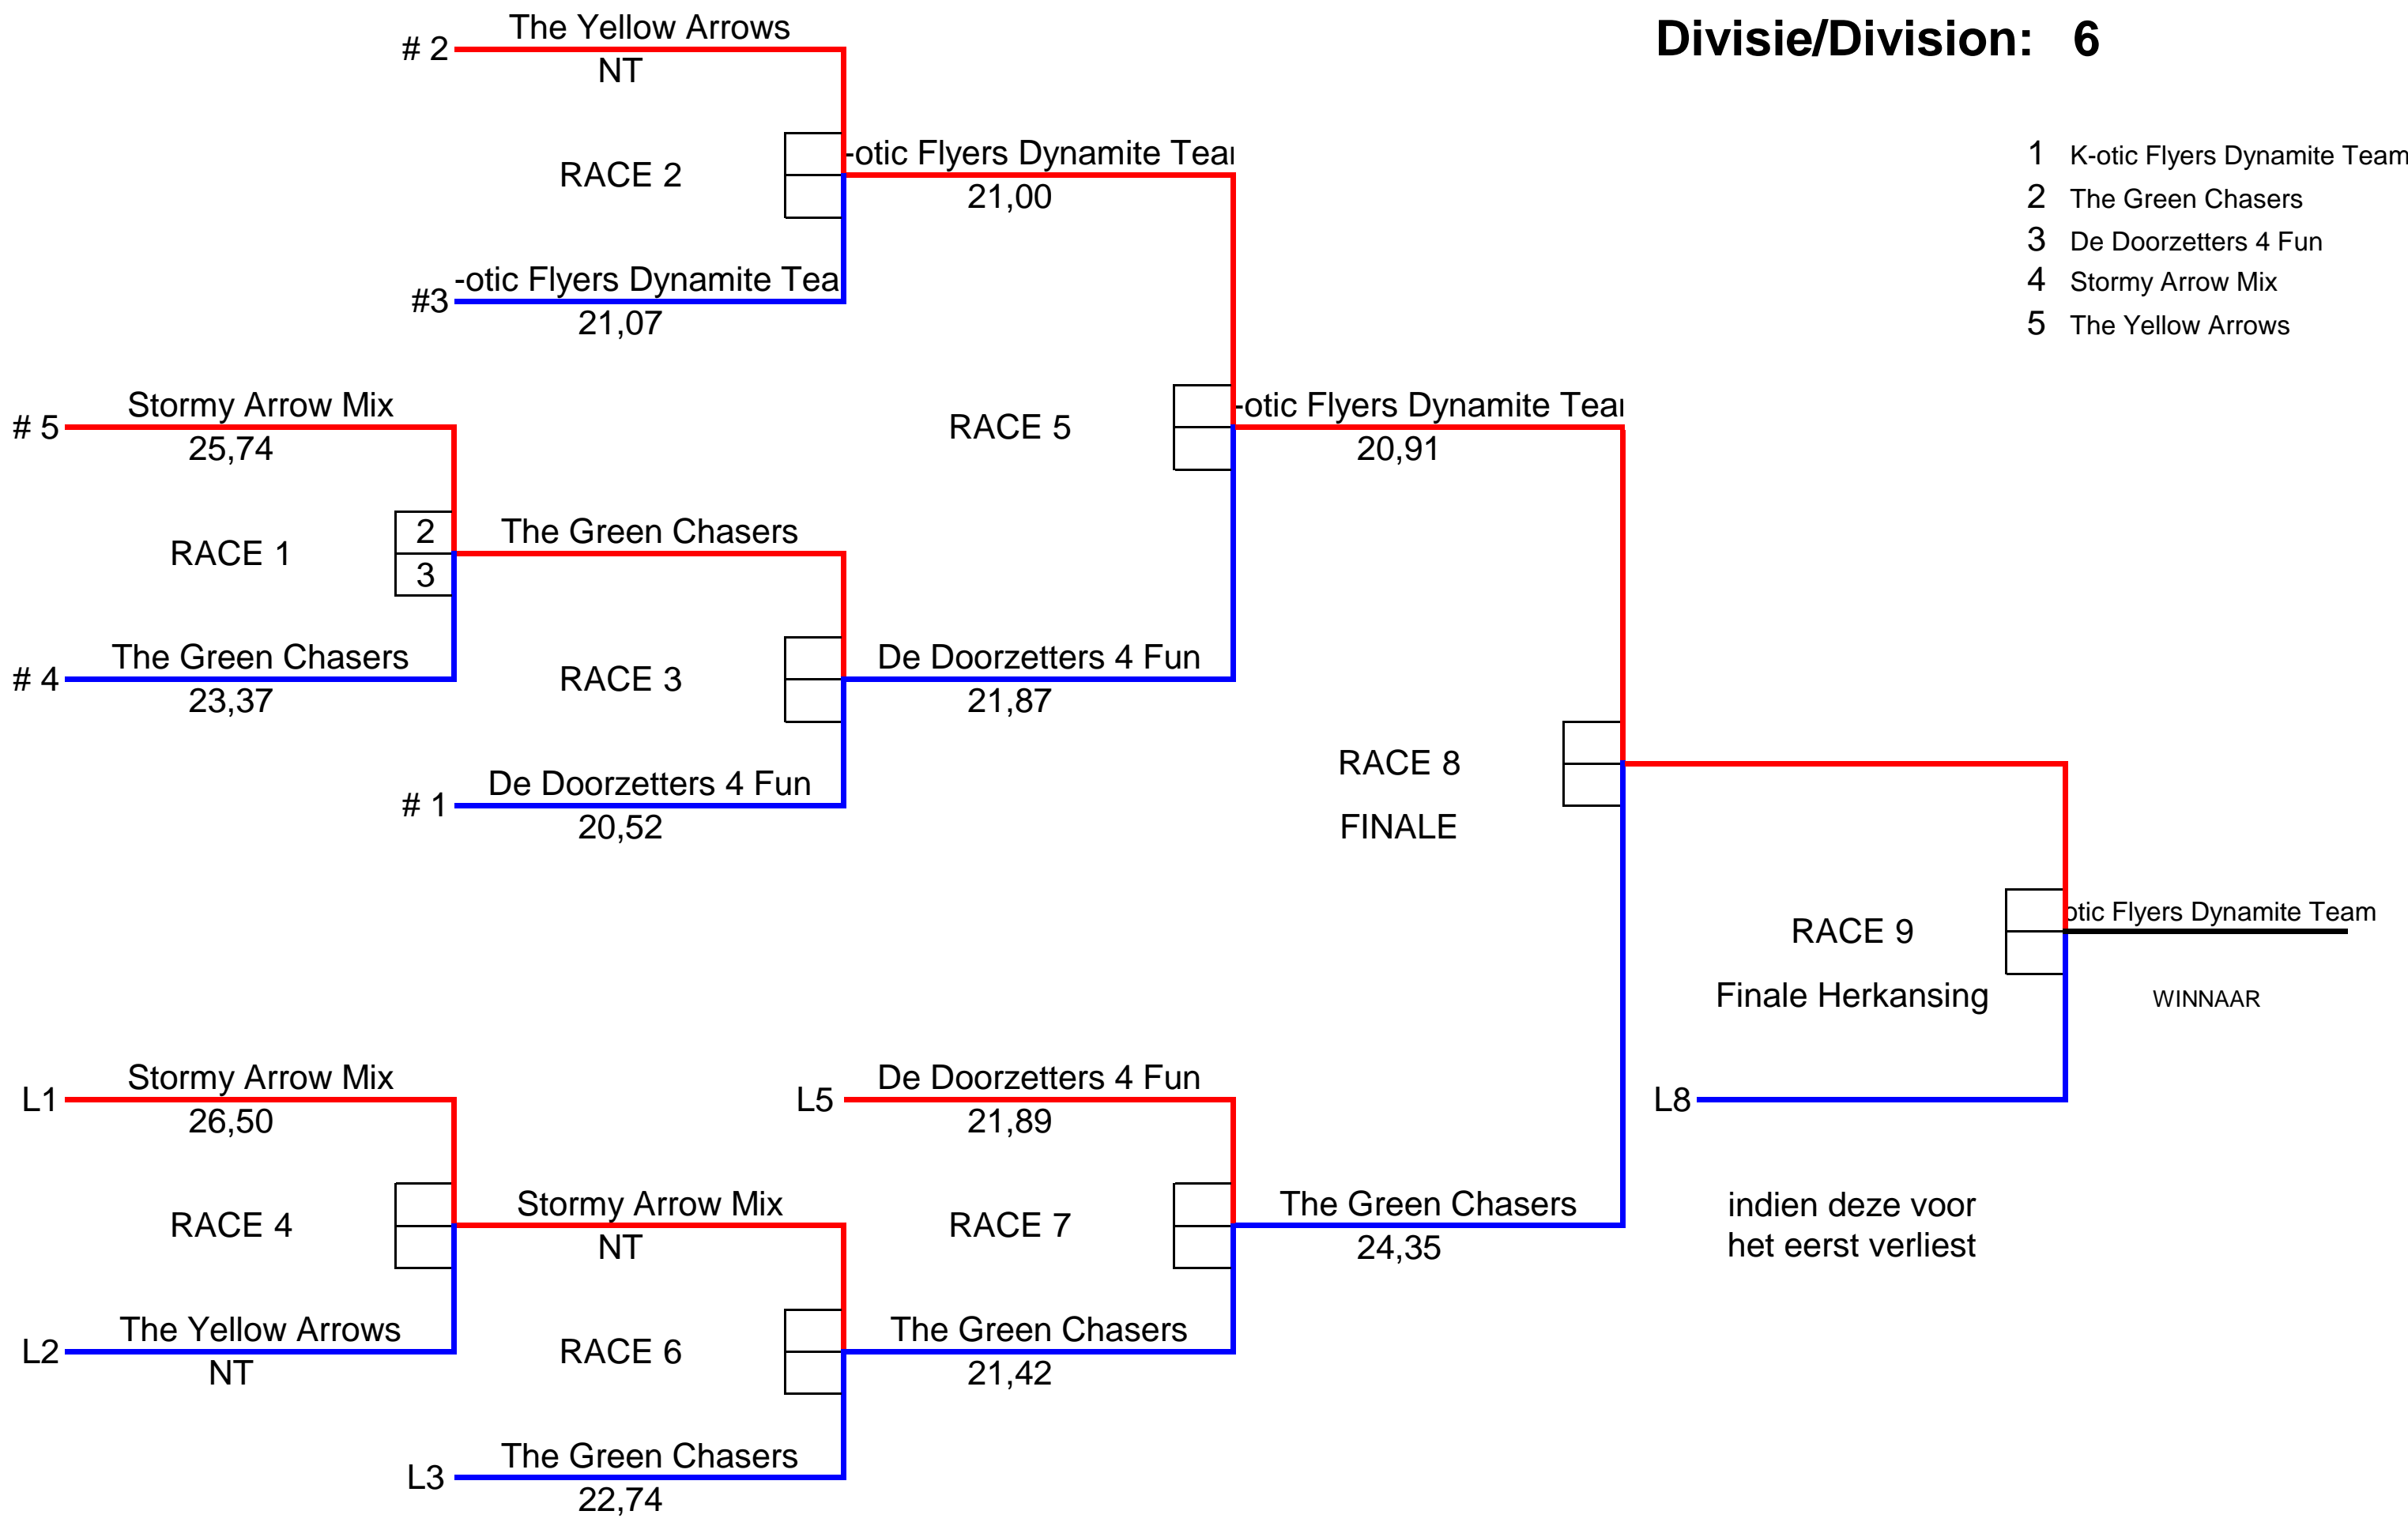 Divisie/Division: 6
The Yellow Arrows
# 2
NT
1 K-otic Flyers Dynamite Team
2 The Green Chasers
3 De Doorzetters 4 Fun
4 Stormy Arrow Mix
5 The Yellow Arrows
RACE 2
-otic Flyers Dynamite Tea
21,00
-otic Flyers Dynamite Tea
#3
21,07
Stormy Arrow Mix
# 5
25,74
RACE 5
-otic Flyers Dynamite Tea
20,91
RACE 1
2
3
The Green Chasers
The Green Chasers
# 4
23,37
RACE 3
De Doorzetters 4 Fun
21,87
De Doorzetters 4 Fun
# 1
20,52
RACE 8
FINALE
RACE 9
Finale Herkansing
otic Flyers Dynamite Team
WINNAAR
Stormy Arrow Mix
L1
26,50
De Doorzetters 4 Fun
L5
21,89
L8
RACE 4
Stormy Arrow Mix
NT
RACE 7
The Green Chasers
24,35
indien deze voor
het eerst verliest
The Yellow Arrows
L2
NT
RACE 6
The Green Chasers
21,42
The Green Chasers
L3
22,74